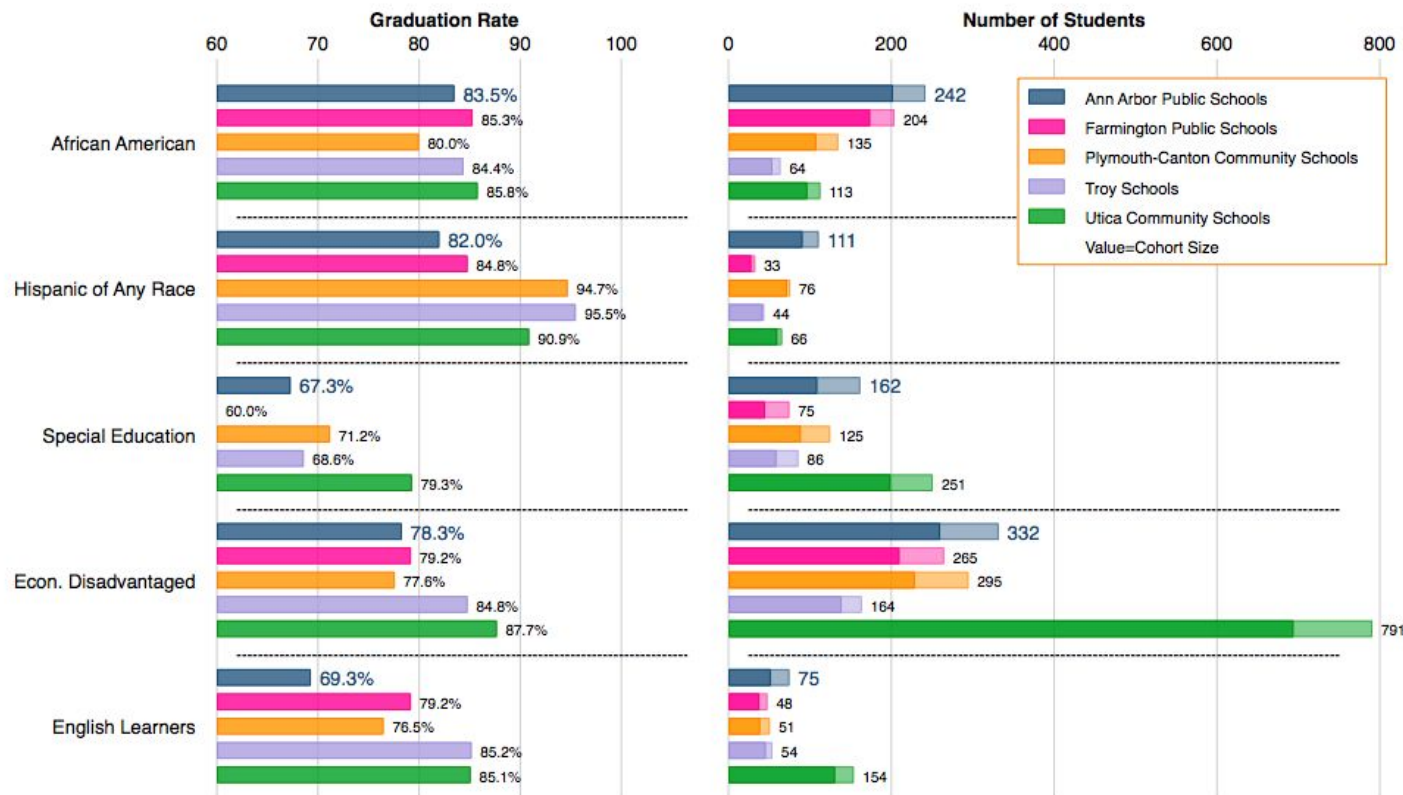 Graduation Rate
Number of Students
60 70 80 90 100
0 200 400 600 800
Ann Arbor Public Schools
Farmington Public Schools
Plymouth-Canton Community Schools
Troy Schools
Utica Community Schools
Value=Cohort Size
African American
83.5% 242
85.3% 204
80.0% 135
84.4% 64
85.8% 113
Hispanic of Any Race
82.0% 111
84.8% 33
94.7% 76
95.5% 44
90.9% 66
Special Education
67.3% 162
60.0% 75
71.2% 125
68.6% 86
79.3% 251
Econ. Disadvantaged
78.3% 332
79.2% 265
77.6% 295
84.8% 164
87.7% 791
English Learners
69.3% 75
79.2% 48
76.5% 51
85.2% 54
85.1% 154